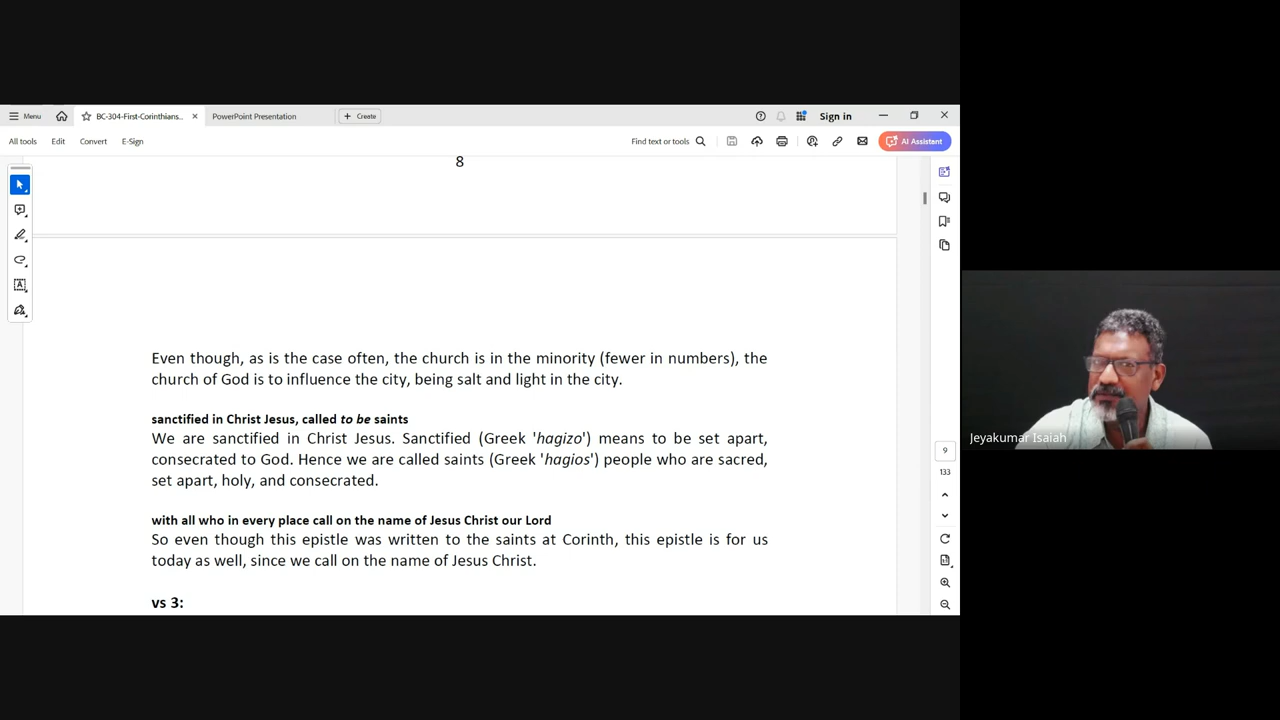 Menu
BC-304-First-Corinthians..
PowerPoint Presentation
Create
Sign in
All tools
Edit
Convert
E-Sign
Find text or tools
AI Assistant
8
Even though, as is the case often, the church is in the minority (fewer in numbers), the
church of God is to influence the city, being salt and light in the city.
sanctified in Christ Jesus, called to be saints
We are sanctified in Christ Jesus. Sanctified (Greek 'hagizo') means to be set apart,
consecrated to God. Hence we are called saints (Greek 'hagios') people who are sacred,
set apart, holy, and consecrated.
with all who in every place call on the name of Jesus Christ our Lord
So even though this epistle was written to the saints at Corinth, this epistle is for us
today as well, since we call on the name of Jesus Christ.
vs 3:
9
133
Jeyakumar Isaiah